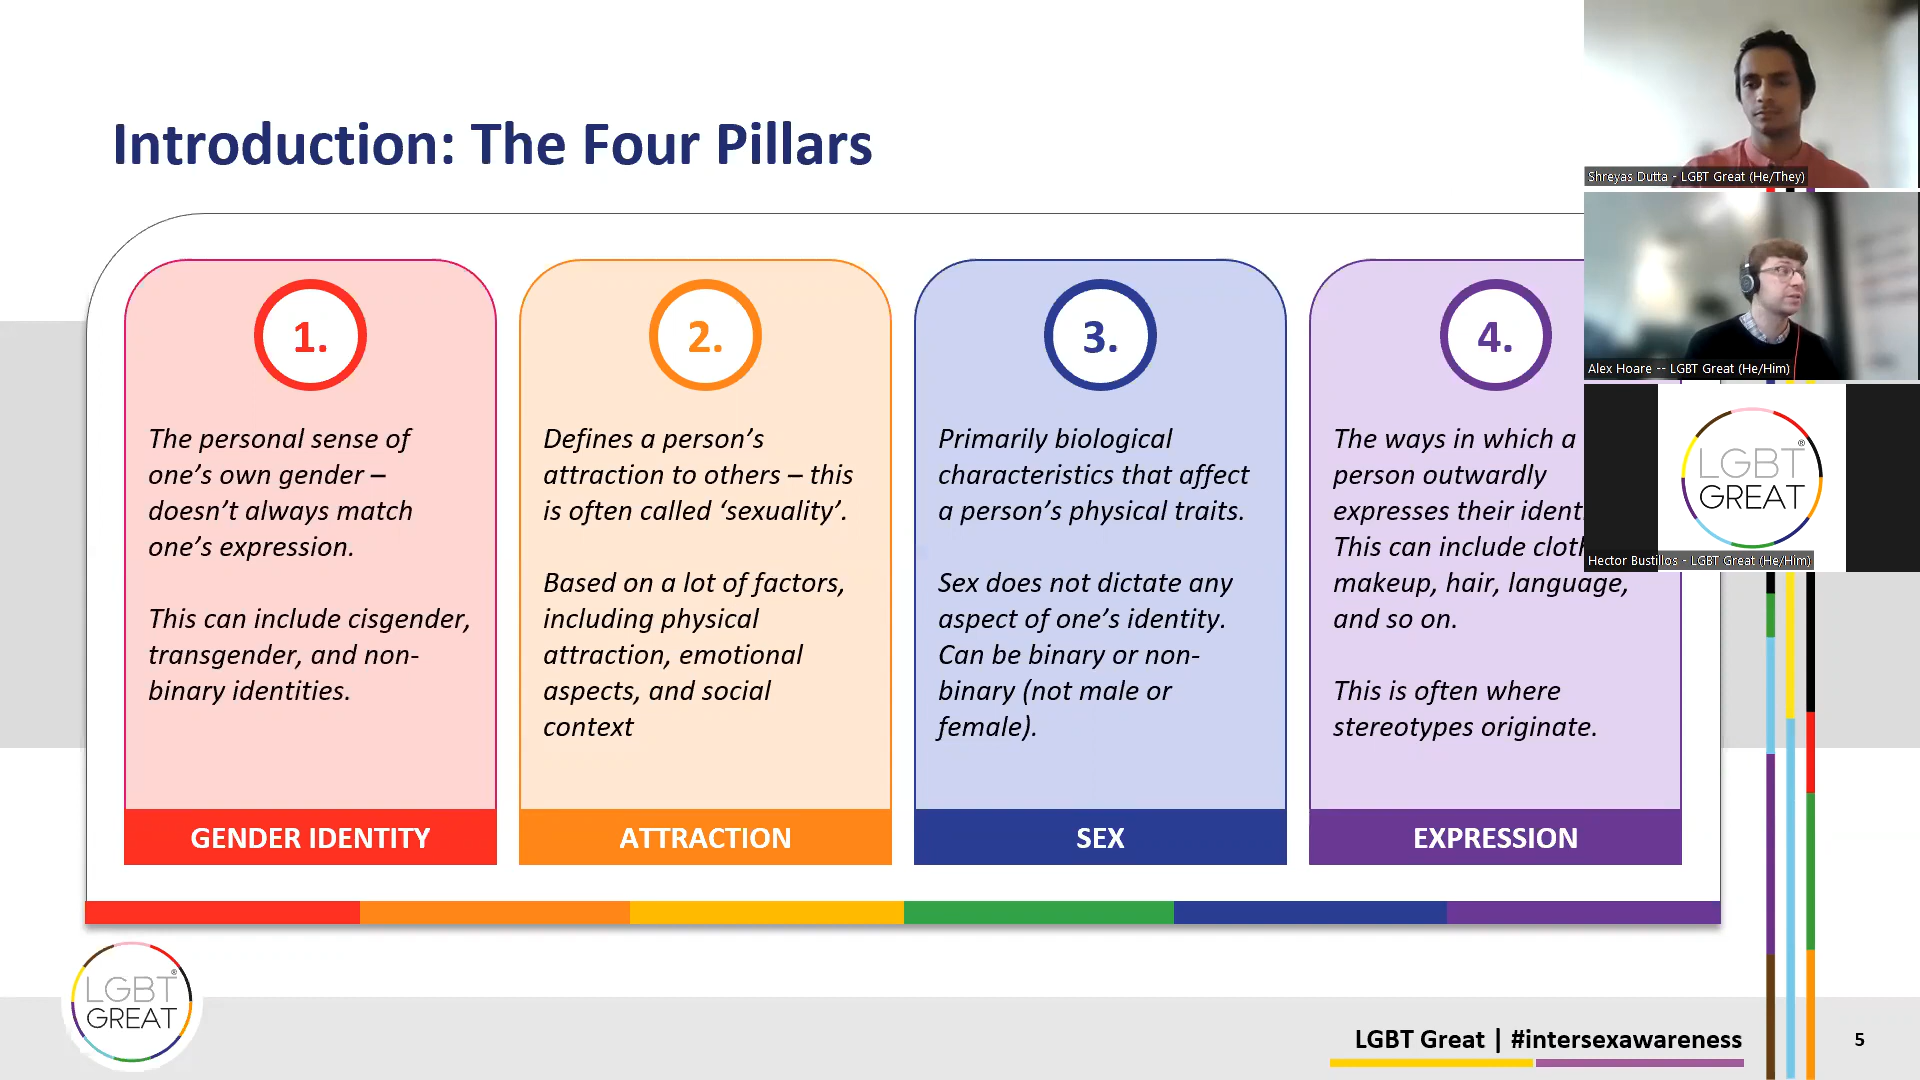 Introduction: The Four Pillars
1.
The personal sense of
one's own gender –
doesn't always match
one's expression.
This can include cisgender,
transgender, and non-
binary identities.
GENDER IDENTITY
2.
Defines a person's
attraction to others – this
is often called 'sexuality'.
Based on a lot of factors,
including physical
attraction, emotional
aspects, and social
context
ATTRACTION
3.
Primarily biological
characteristics that affect
a person's physical traits.
Sex does not dictate any
aspect of one's identity.
Can be binary or non-
binary (not male or
female).
SEX
4.
The ways in which a
person outwardly
expresses their
This can include
makeup, hair, language,
and so on.
This is often where
stereotypes originate.
EXPRESSION
Shreyas Dutta - LGBT Great (He/They)
Alex Hoare -- LGBT Great (He/Him)
LGBT
®
GREAT
Hector Bustillos - LGBT Great (He/Him)
LGBT
®
GREAT
LGBT Great | #intersexawareness
5